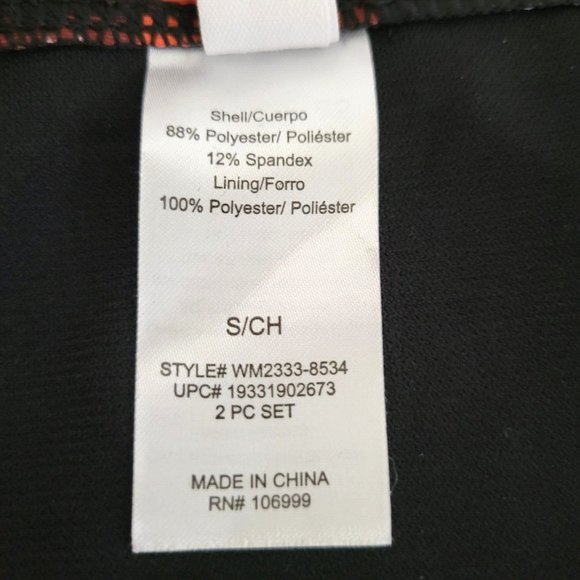 Shell/Cuerpo
88% Polyester/ Poliéster
12% Spandex
Lining/Forro
100% Polyester/ Poliéster
S/CH
STYLE# WM2333-8534
UPC# 19331902673
2 PC SET
MADE IN CHINA
RN# 106999